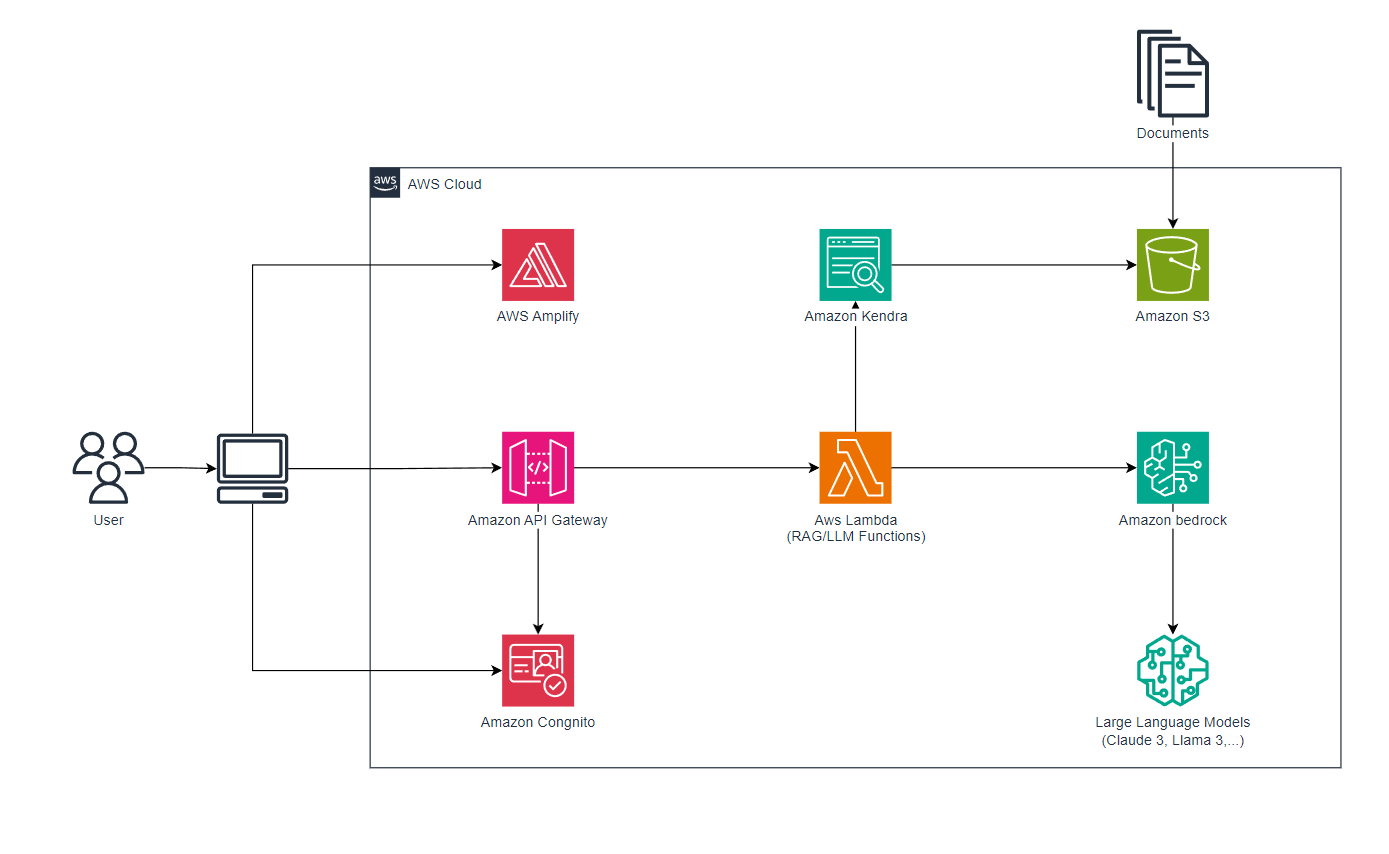 Documents
aws
AWS Cloud
AWS Amplify
Amazon Kendra
Amazon S3
</>
User
Amazon API Gateway
Aws Lambda
(RAG/LLM Functions)
Amazon bedrock
Amazon Congnito
Large Language Models
(Claude 3, Llama 3,...)